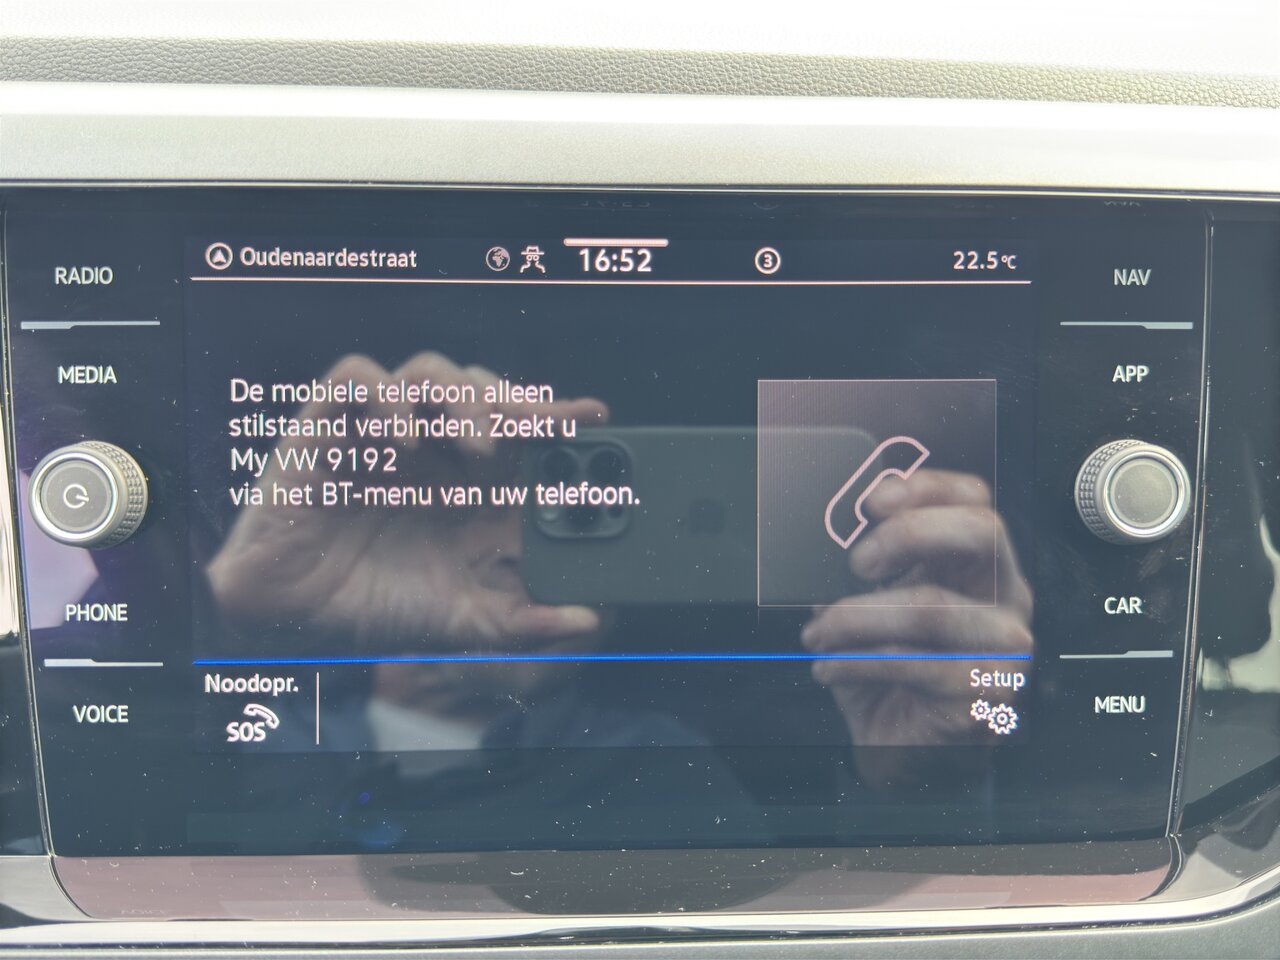 RADIO
MEDIA
PHONE
VOICE
Oudenaardestraat
16:52
3
22.5°C
De mobiele telefoon alleen
stilstaand verbinden. Zoekt u
My VW 9192
via het BT-menu van uw telefoon.
Noodopr.
SOS
Setup
NAV
APP
CAR
MENU